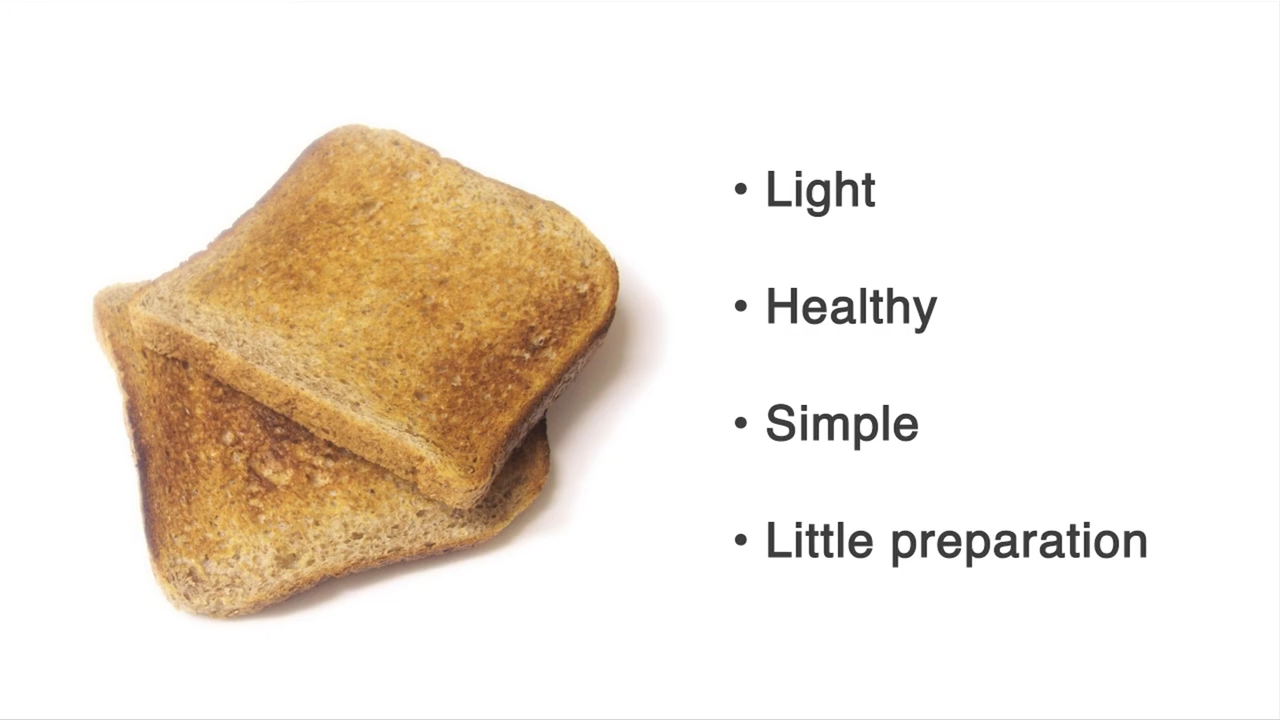 • Light
• Healthy
• Simple
• Little preparation